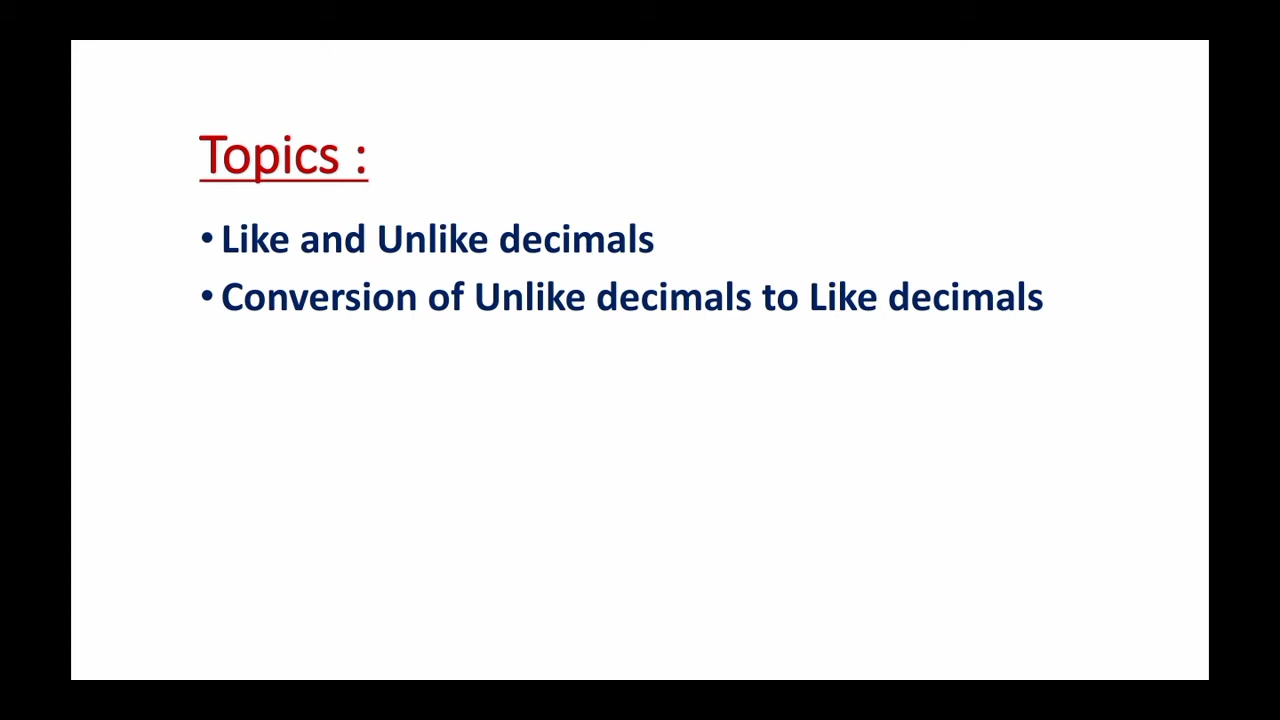 Topics :
•Like and Unlike decimals
•Conversion of Unlike decimals to Like decimals